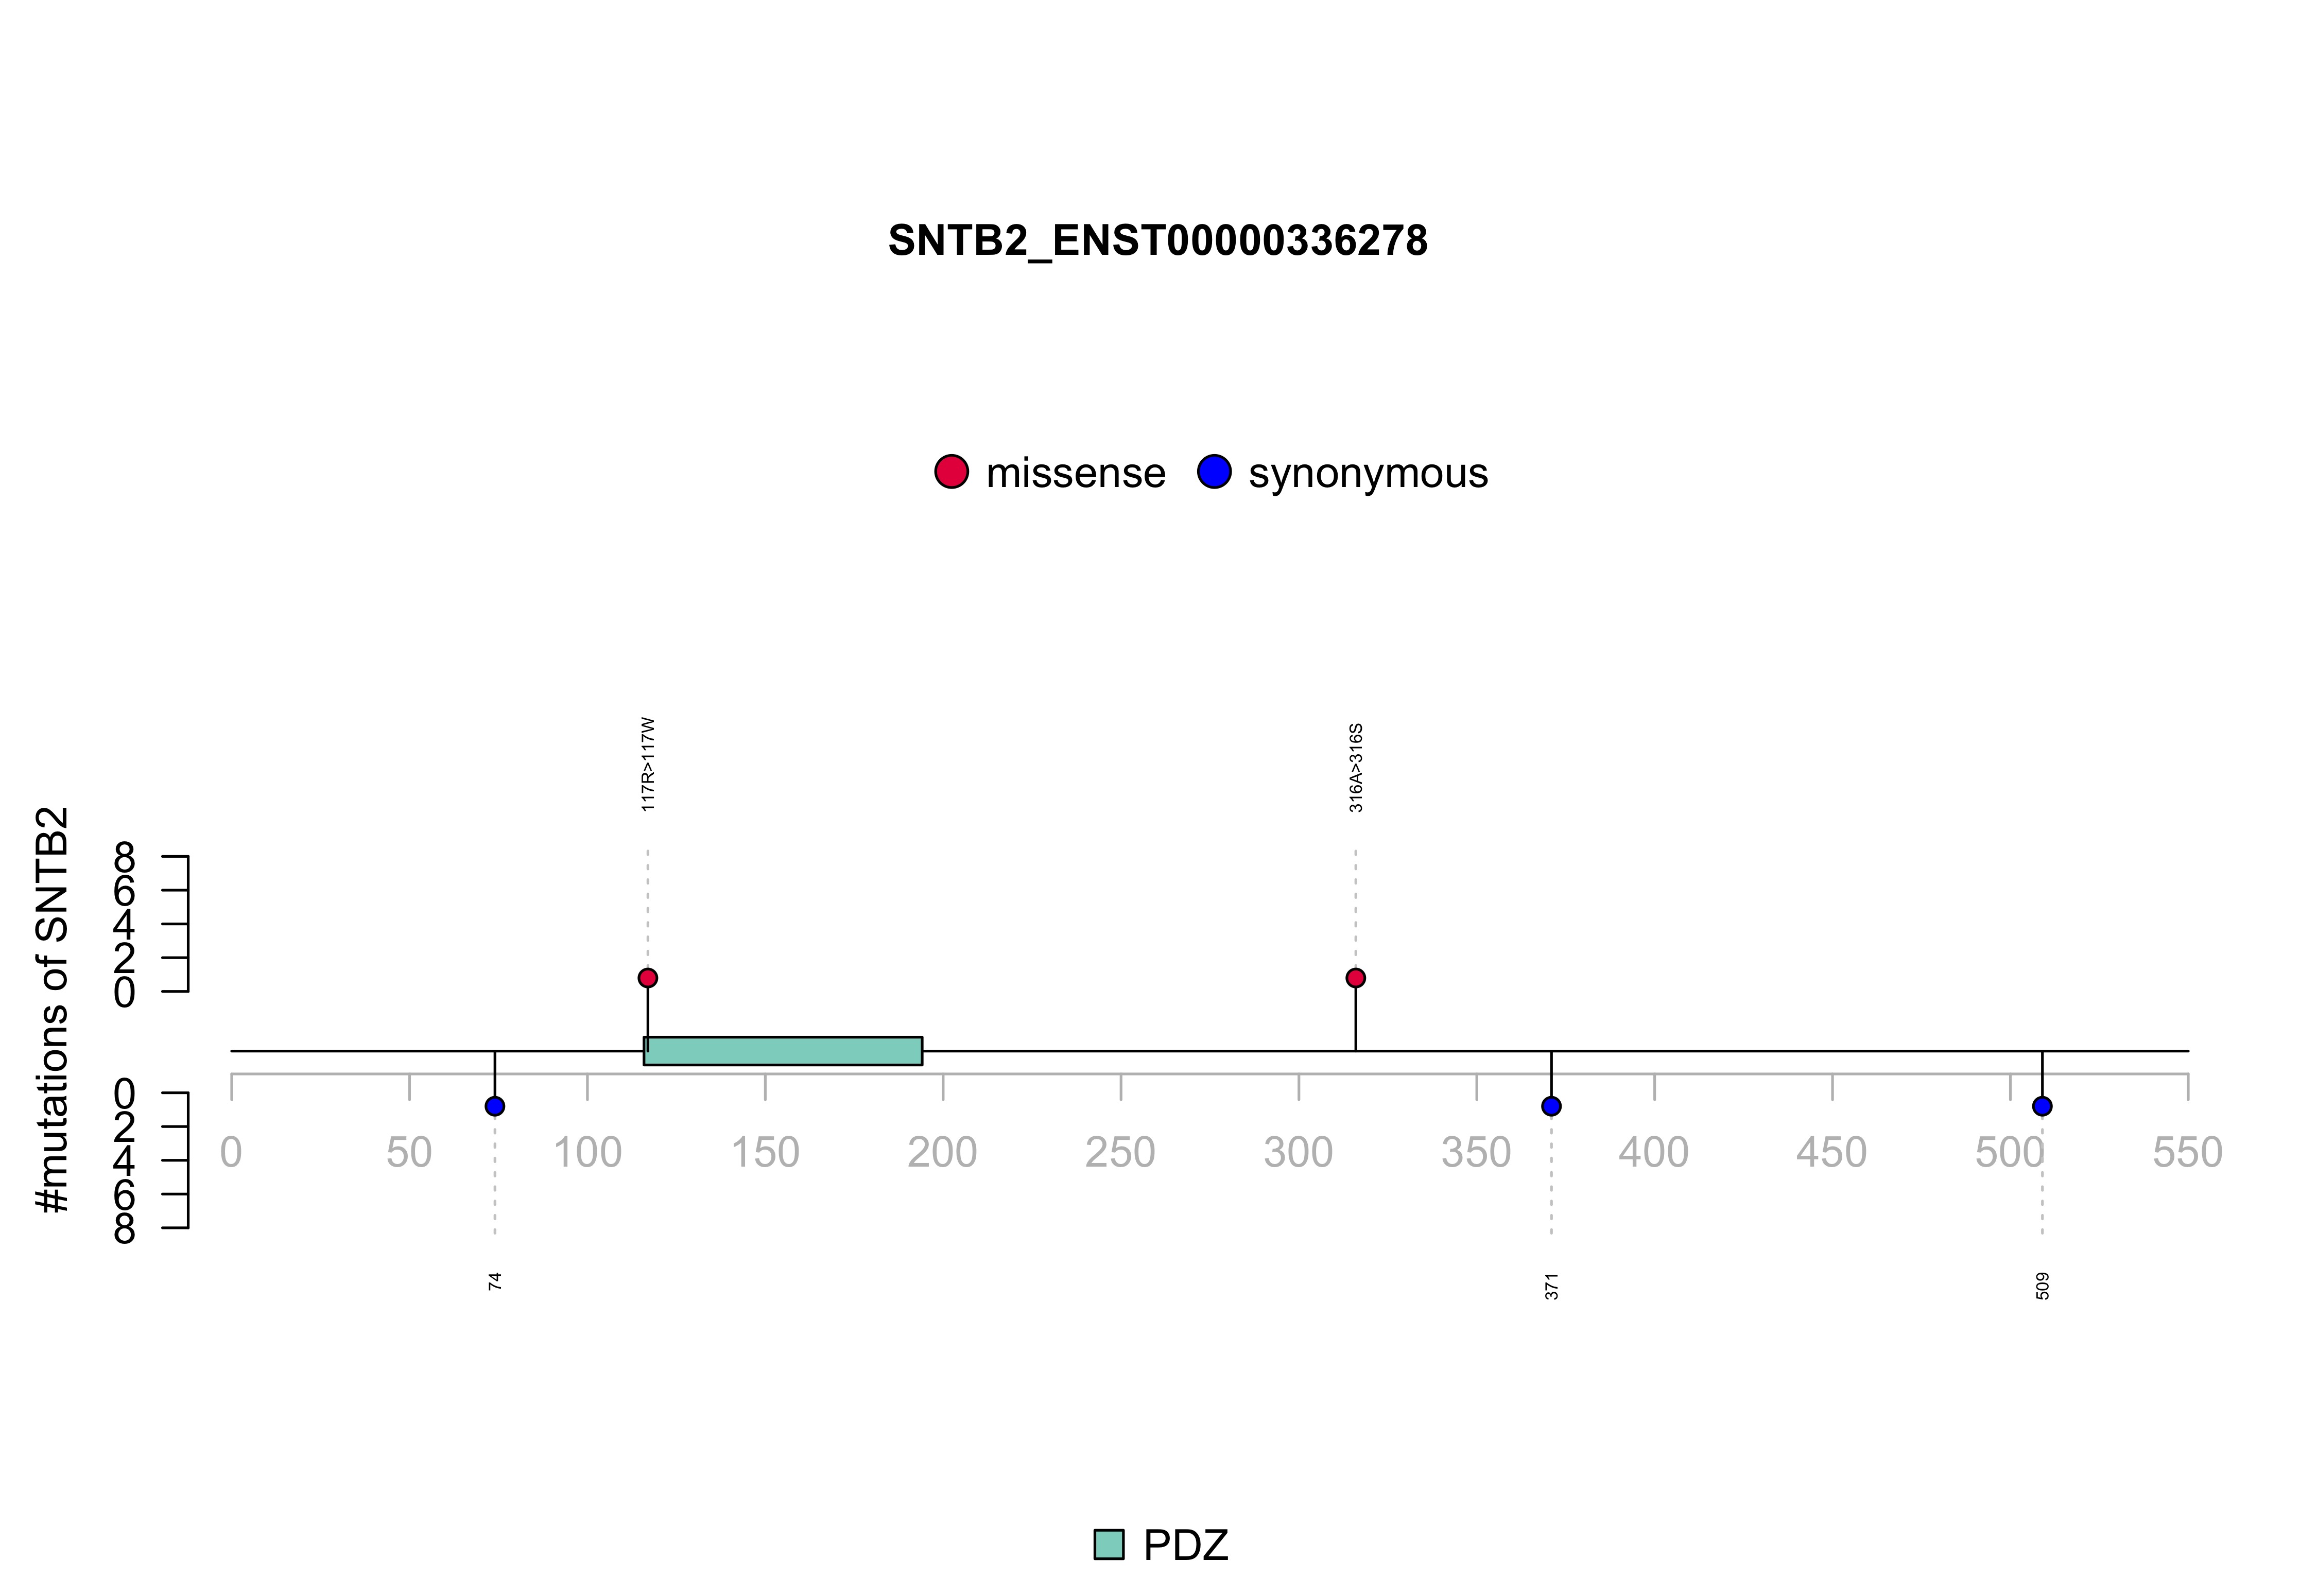 SNTB2_ENST00000336278
missense synonymous
117R>117W
316A>316S
#mutations of SNTB2
8
6
4
2
0
0
2
4
6
8
0 50 100 150 200 250 300 350 400 450 500 550
74
371
509
PDZ